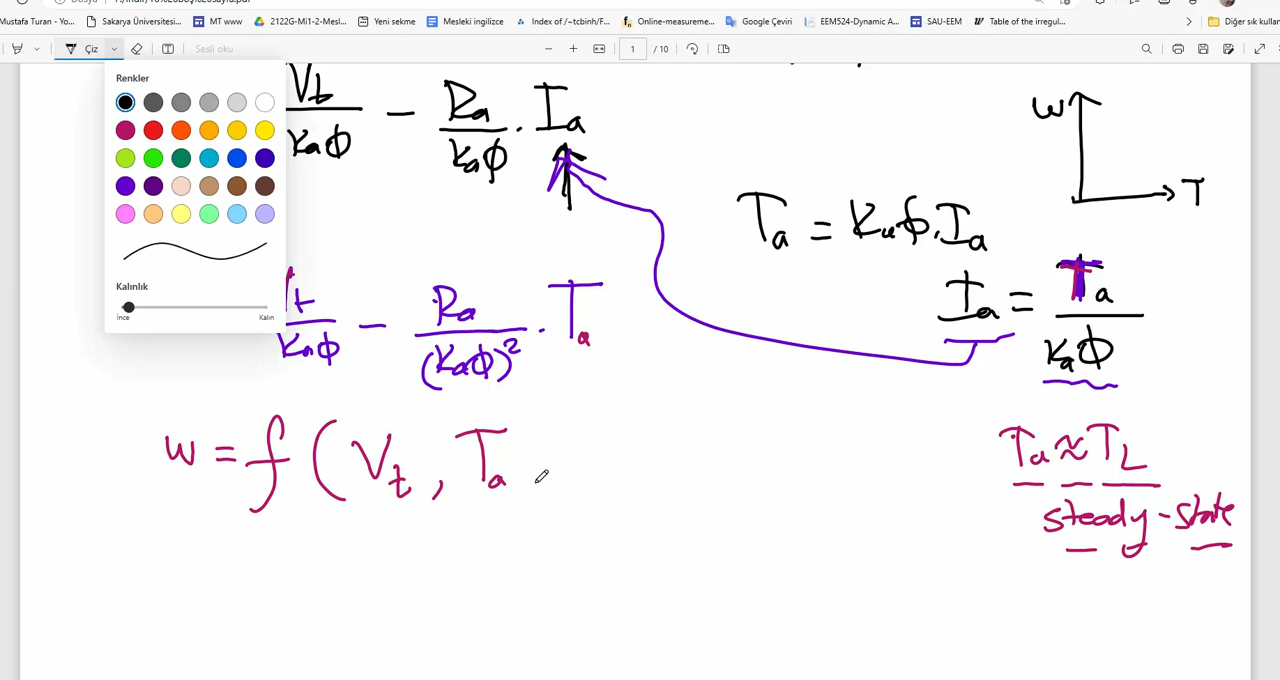 Mustafa Turan - Yo... Sakarya Üniversitesi... MT www 2122G-Mi1-2-Mesl... Yeni sekme Mesleki ingilizce Index of /~tcbinh/f... Online-measureme... Google Çeviri EEM524-Dynamic A... SAU-EEM Table of the irregul... Diğer sık kullanılan
Çiz Sesli oku 1 / 10
Renkler
Kalınlık
İnce Kalın
Vt/KaΦ - Ra/KaΦ . Ia
W T
Ta = KaΦ.Ia
Ia = Ta/KaΦ
Vt/KaΦ - Ra/(KaΦ)² . Ta
w = f ( Vt , Ta
Ta ≈ TL
steady-state